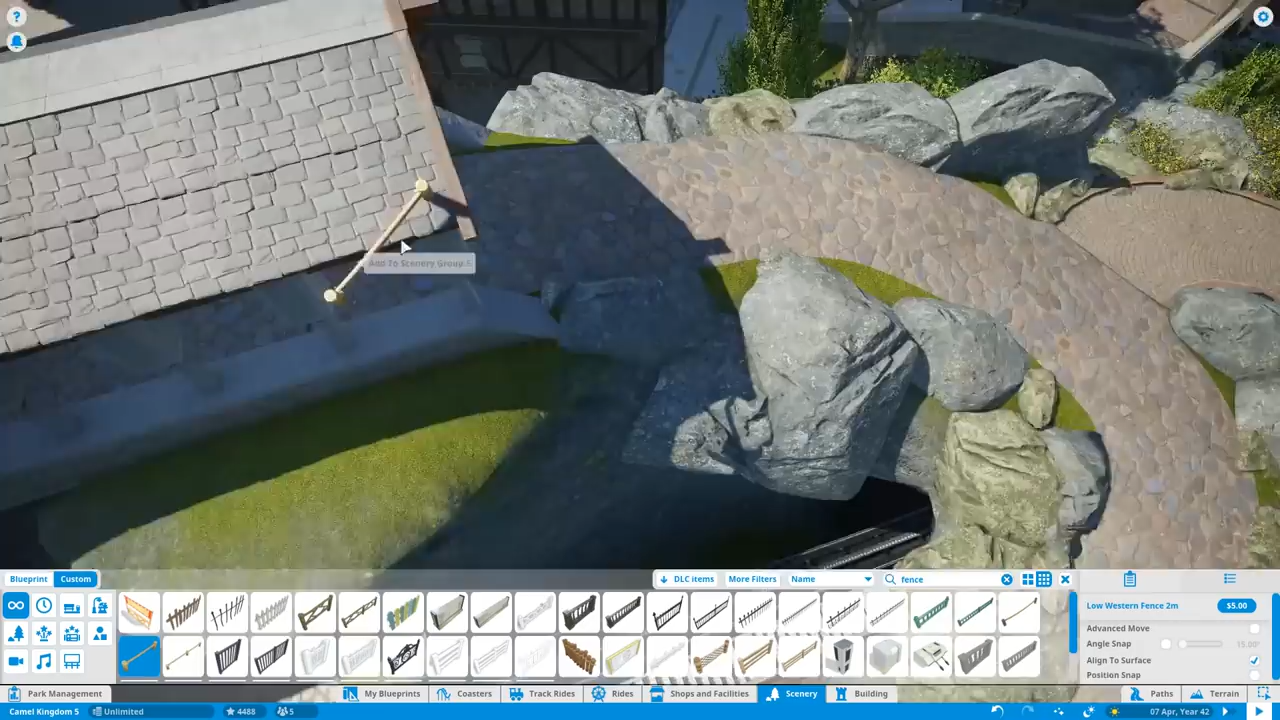 ?
Add To Scenery Group
Blueprint
Custom
DLC items
More Filters
Name
fence
Low Western Fence 2m
$5.00
Advanced Move
Angle Snap
15.00°
Align To Surface
Position Snap
Park Management
My Blueprints
Coasters
Track Rides
Rides
Shops and Facilities
Scenery
Building
Paths
Terrain
Camel Kingdom 5
Unlimited
4488
5
07 Apr, Year 42